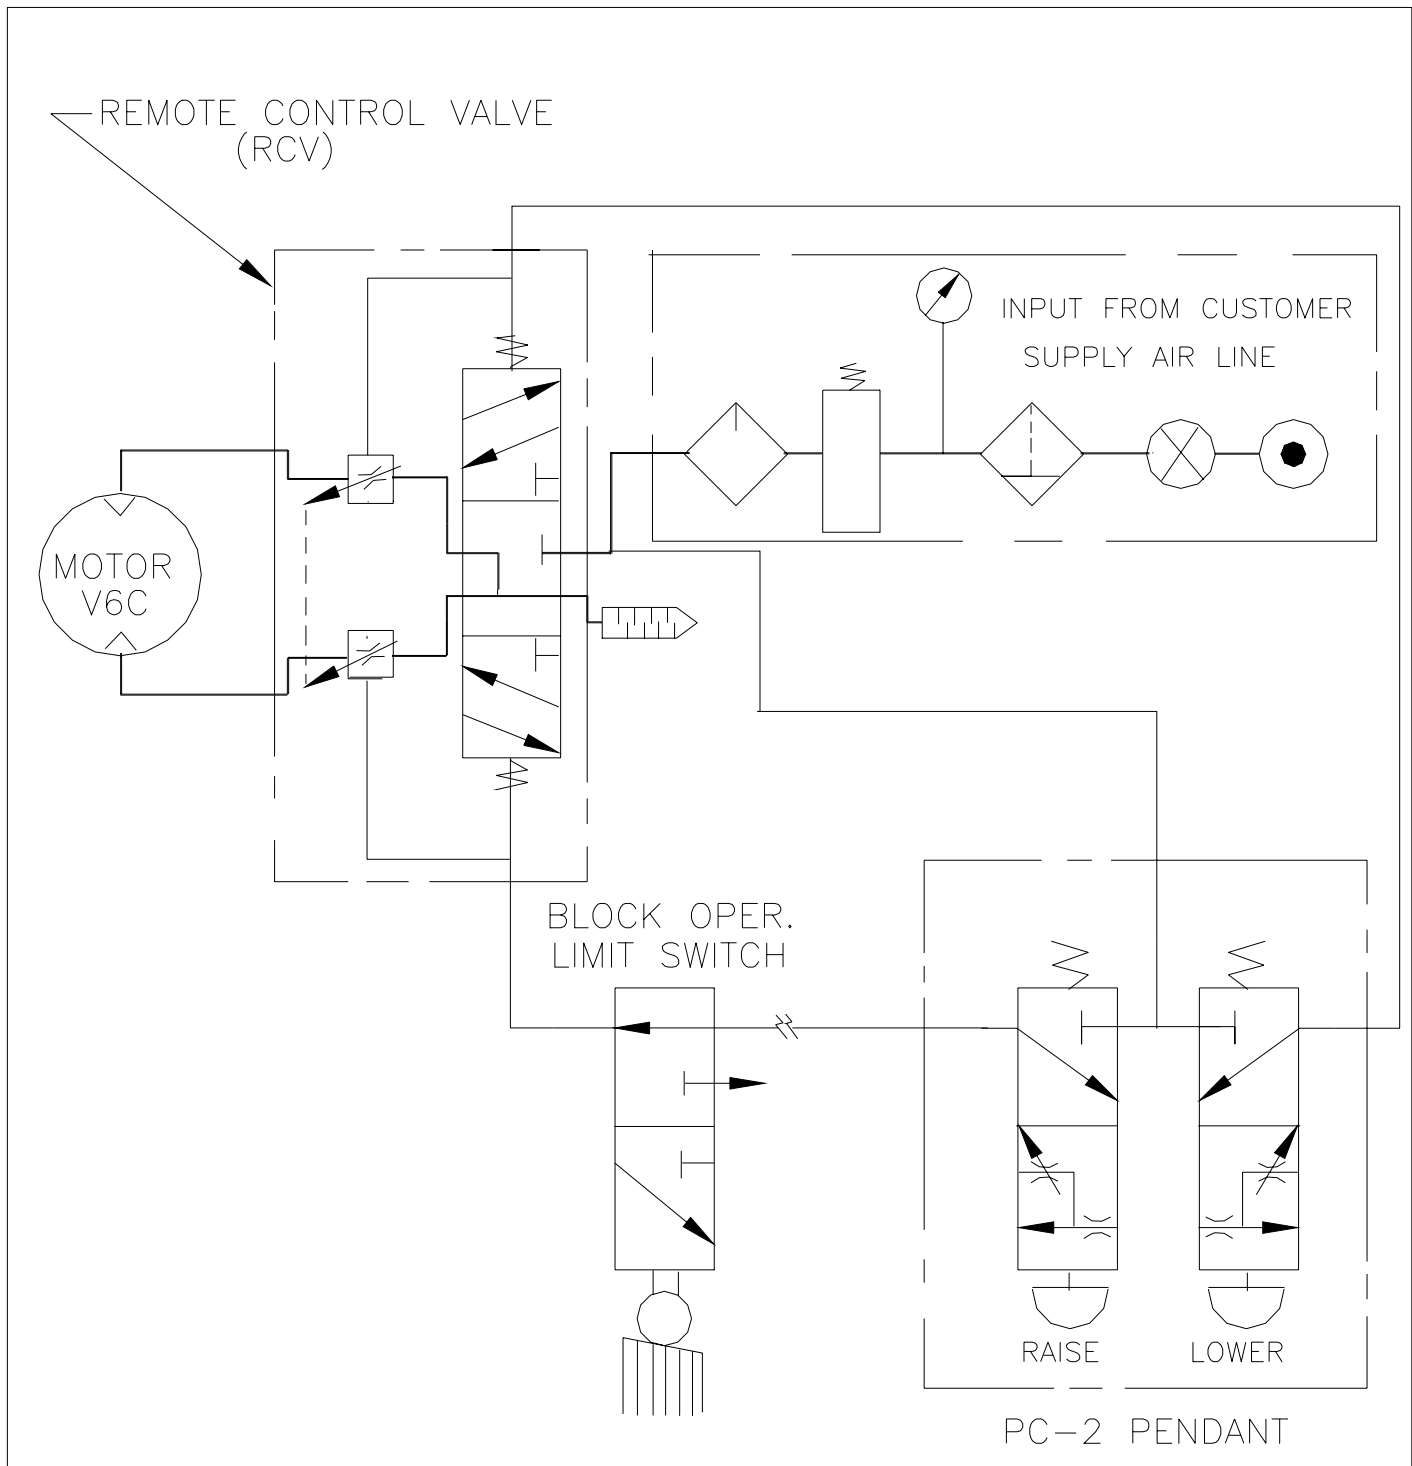 REMOTE CONTROL VALVE
(RCV)
INPUT FROM CUSTOMER
SUPPLY AIR LINE
MOTOR
V6C
BLOCK OPER.
LIMIT SWITCH
RAISE
LOWER
PC-2 PENDANT